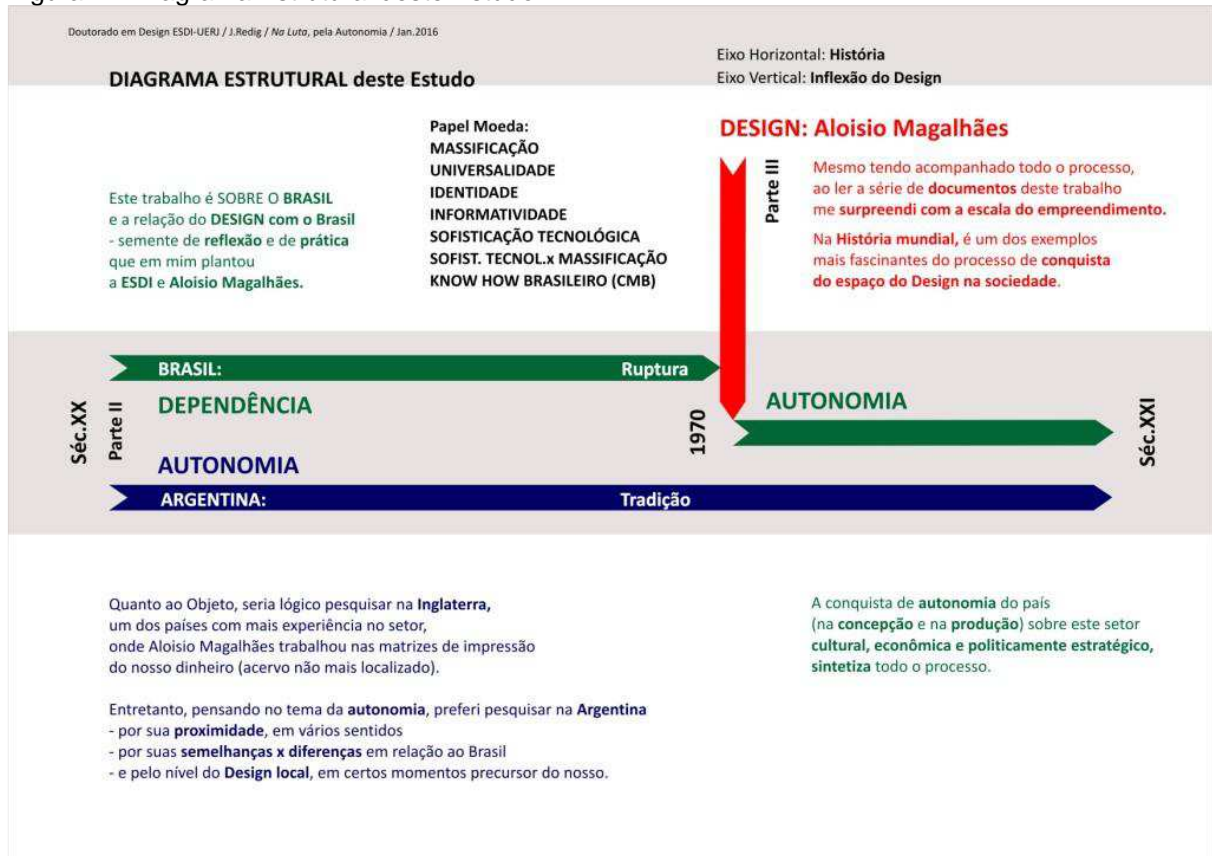 Doutorado em Design ESDI-UERJ / J.Redig / Na Luta, pela Autonomia / Jan.2016
DIAGRAMA ESTRUTURAL deste Estudo
Eixo Horizontal: História
Eixo Vertical: Inflexão do Design
Este trabalho é SOBRE O BRASIL
e a relação do DESIGN com o Brasil
- semente de reflexão e de prática
que em mim plantou
a ESDI e Aloisio Magalhães.
Papel Moeda:
MASSIFICAÇÃO
UNIVERSALIDADE
IDENTIDADE
INFORMATIVIDADE
SOFISTICAÇÃO TECNOLÓGICA
SOFIST. TECNOL.x MASSIFICAÇÃO
KNOW HOW BRASILEIRO (CMB)
DESIGN: Aloisio Magalhães
Parte III
Mesmo tendo acompanhado todo o processo,
ao ler a série de documentos deste trabalho
me surpreendi com a escala do empreendimento.
Na História mundial, é um dos exemplos
mais fascinantes do processo de conquista
do espaço do Design na sociedade.
Séc.XX
Parte II
BRASIL: Ruptura
DEPENDÊNCIA
1970
AUTONOMIA
Séc.XXI
AUTONOMIA
ARGENTINA: Tradição
Quanto ao Objeto, seria lógico pesquisar na Inglaterra,
um dos países com mais experiência no setor,
onde Aloisio Magalhães trabalhou nas matrizes de impressão
do nosso dinheiro (acervo não mais localizado).
Entretanto, pensando no tema da autonomia, preferi pesquisar na Argentina
- por sua proximidade, em vários sentidos
- por suas semelhanças x diferenças em relação ao Brasil
- e pelo nível do Design local, em certos momentos precursor do nosso.
A conquista de autonomia do país
(na concepção e na produção) sobre este setor
cultural, econômica e politicamente estratégico,
sintetiza todo o processo.